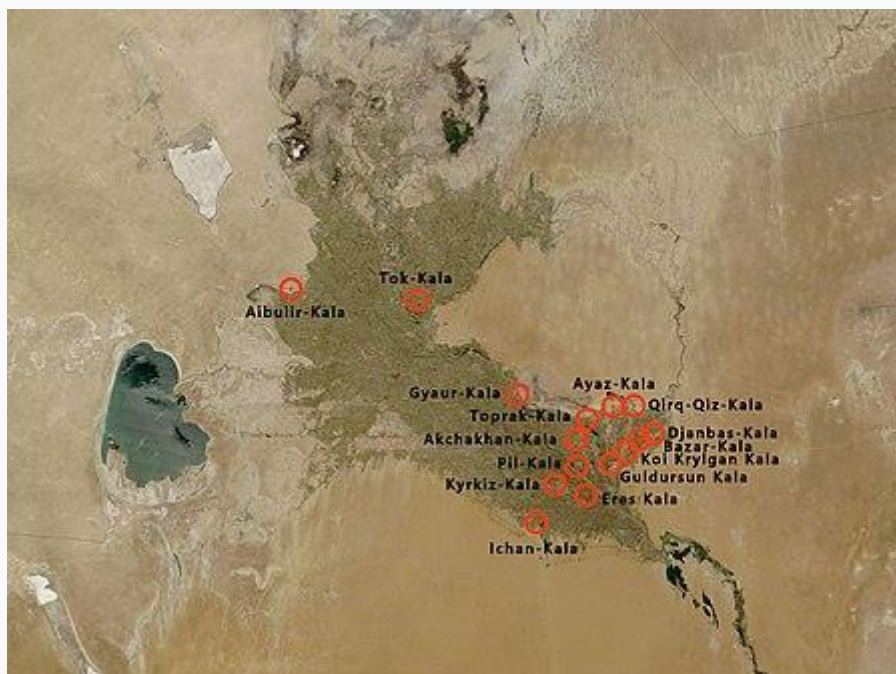 Tok-Kala
Aibuiir-Kala
Gyaur-Kala
Ayaz-Kala
Toprak-Kala
Qirq-Qiz-Kala
Akchakhan-Kala
Djanbas-Kala
Bazar-Kala
Pil-Kala
Koi Krylgan Kala
Kyrkiz-Kala
Guldursun Kala
Eres Kala
Ichan-Kala